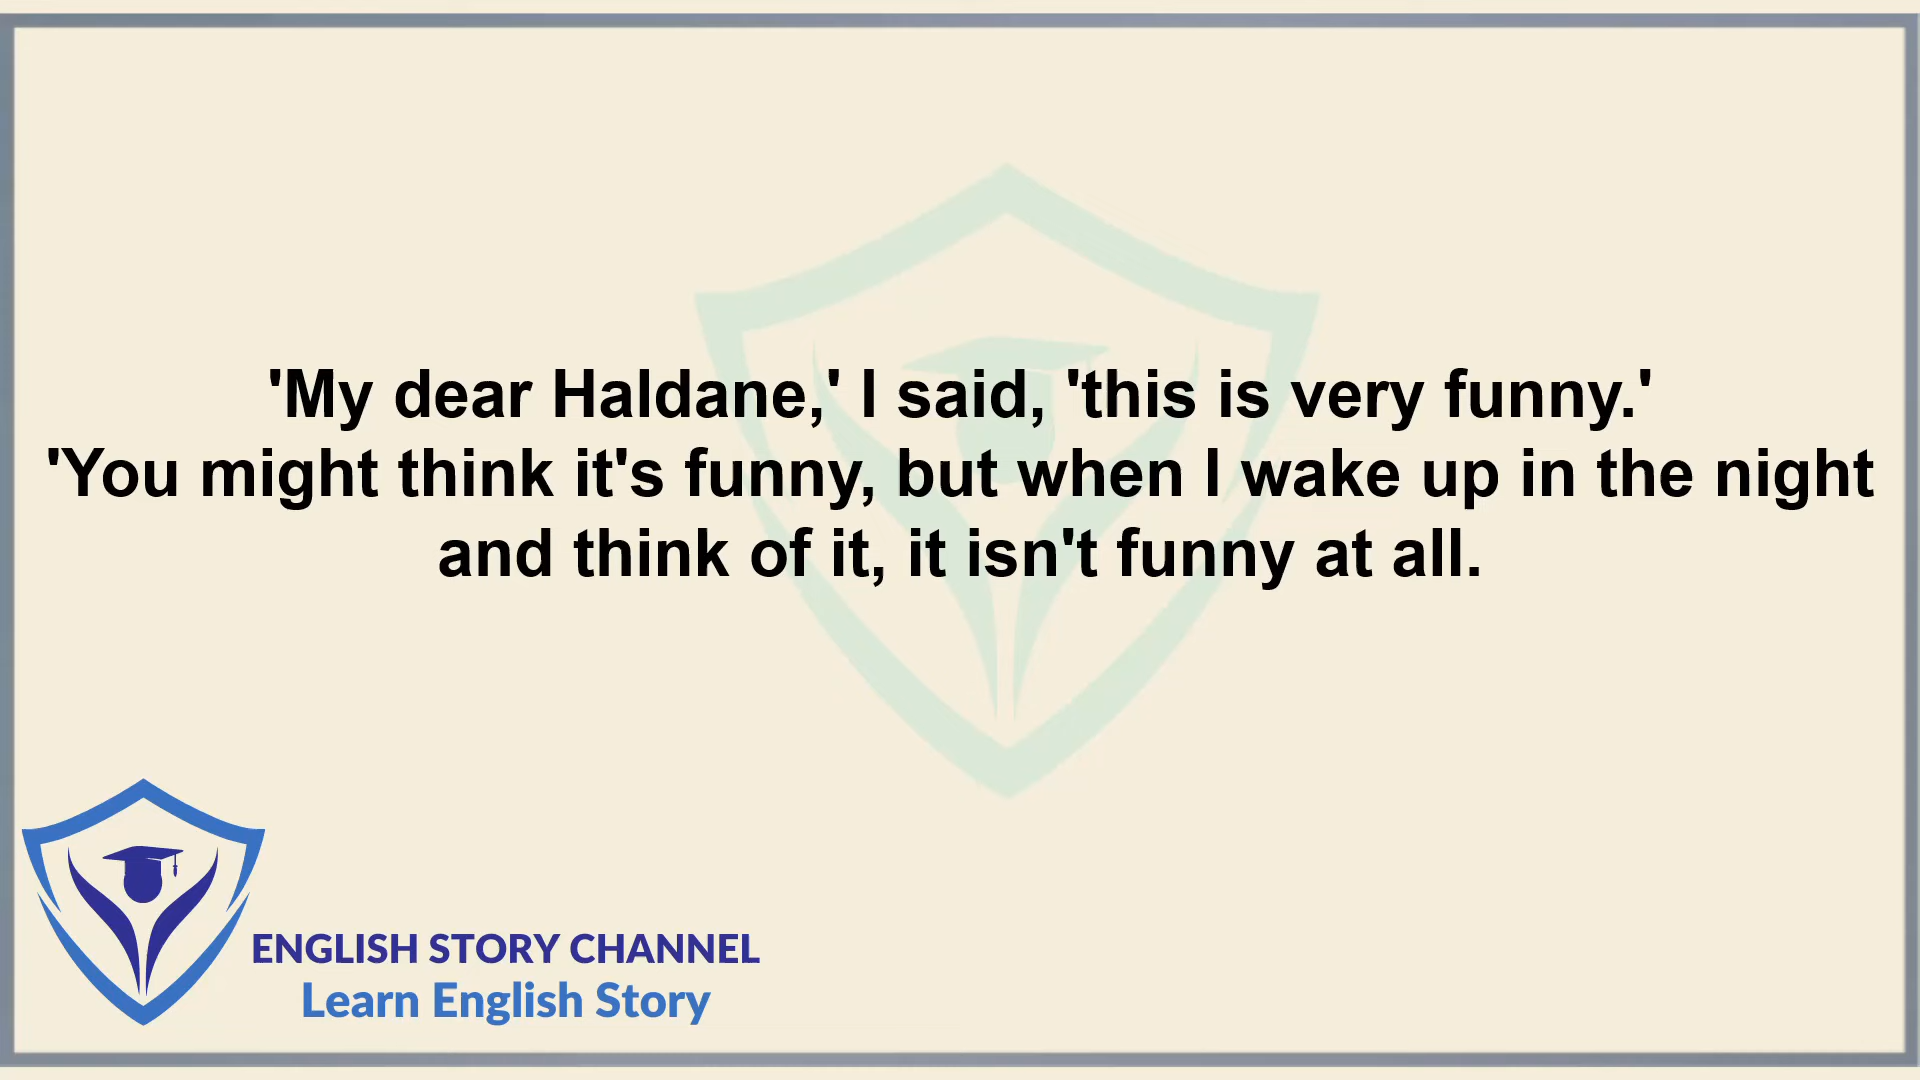 'My dear Haldane,' I said, 'this is very funny.'
'You might think it's funny, but when I wake up in the night
and think of it, it isn't funny at all.
ENGLISH STORY CHANNEL
Learn English Story